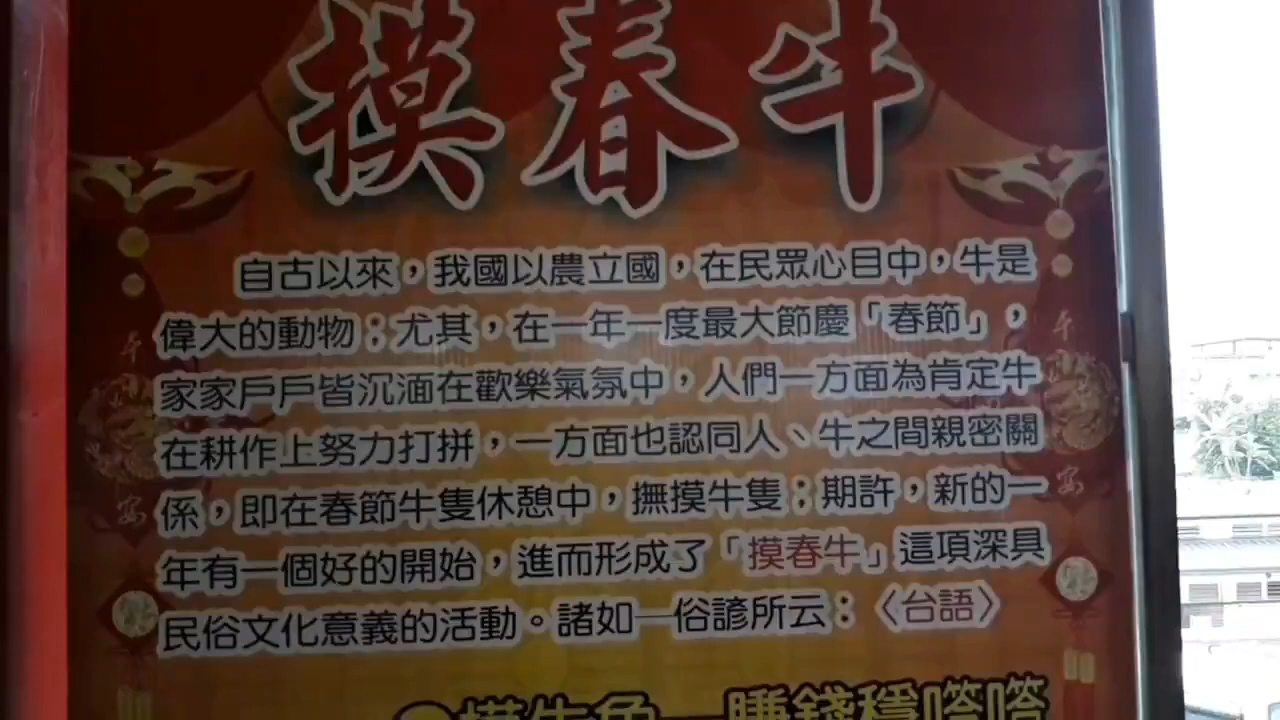 摸春牛
自古以來，我國以農立國，在民眾心目中，牛是
偉大的動物；尤其，在一年一度最大節慶「春節」，
家家戶戶皆沉湎在歡樂氣氛中，人們一方面為肯定牛
在耕作上努力打拼，一方面也認同人、牛之間親密關
係，即在春節牛隻休憩中，撫摸牛隻；期許，新的一
年有一個好的開始，進而形成了「摸春牛」這項深具
民俗文化意義的活動。諸如一俗諺所云：〈台語〉
摸牛角—賺錢穩嗒嗒